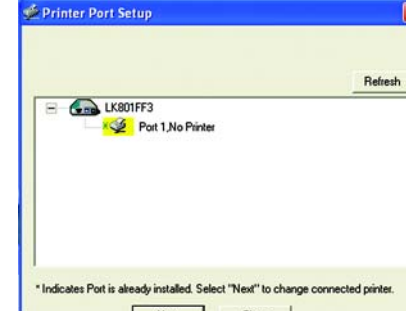 Printer Port Setup
Refresh
LK801FF3
Port 1,No Printer
* Indicates Port is already installed. Select "Next" to change connected printer.